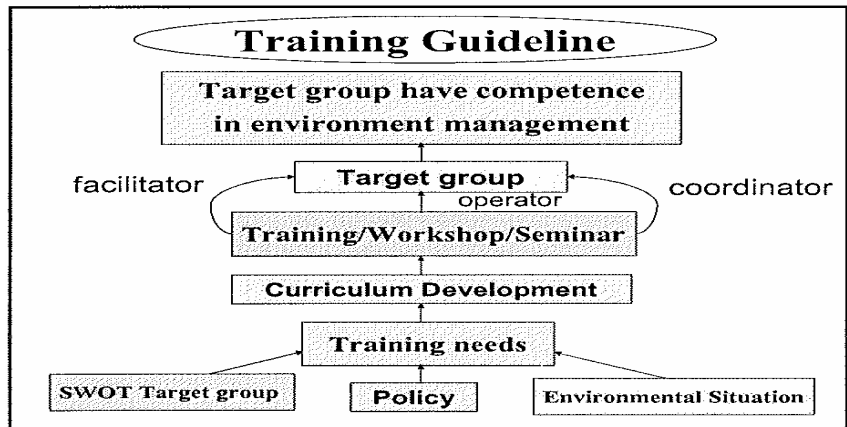 Training Guideline
Target group have competence
in environment management
facilitator
Target group
coordinator
operator
Training/Workshop/Seminar
Curriculum Development
Training needs
SWOT Target group
Policy
Environmental Situation